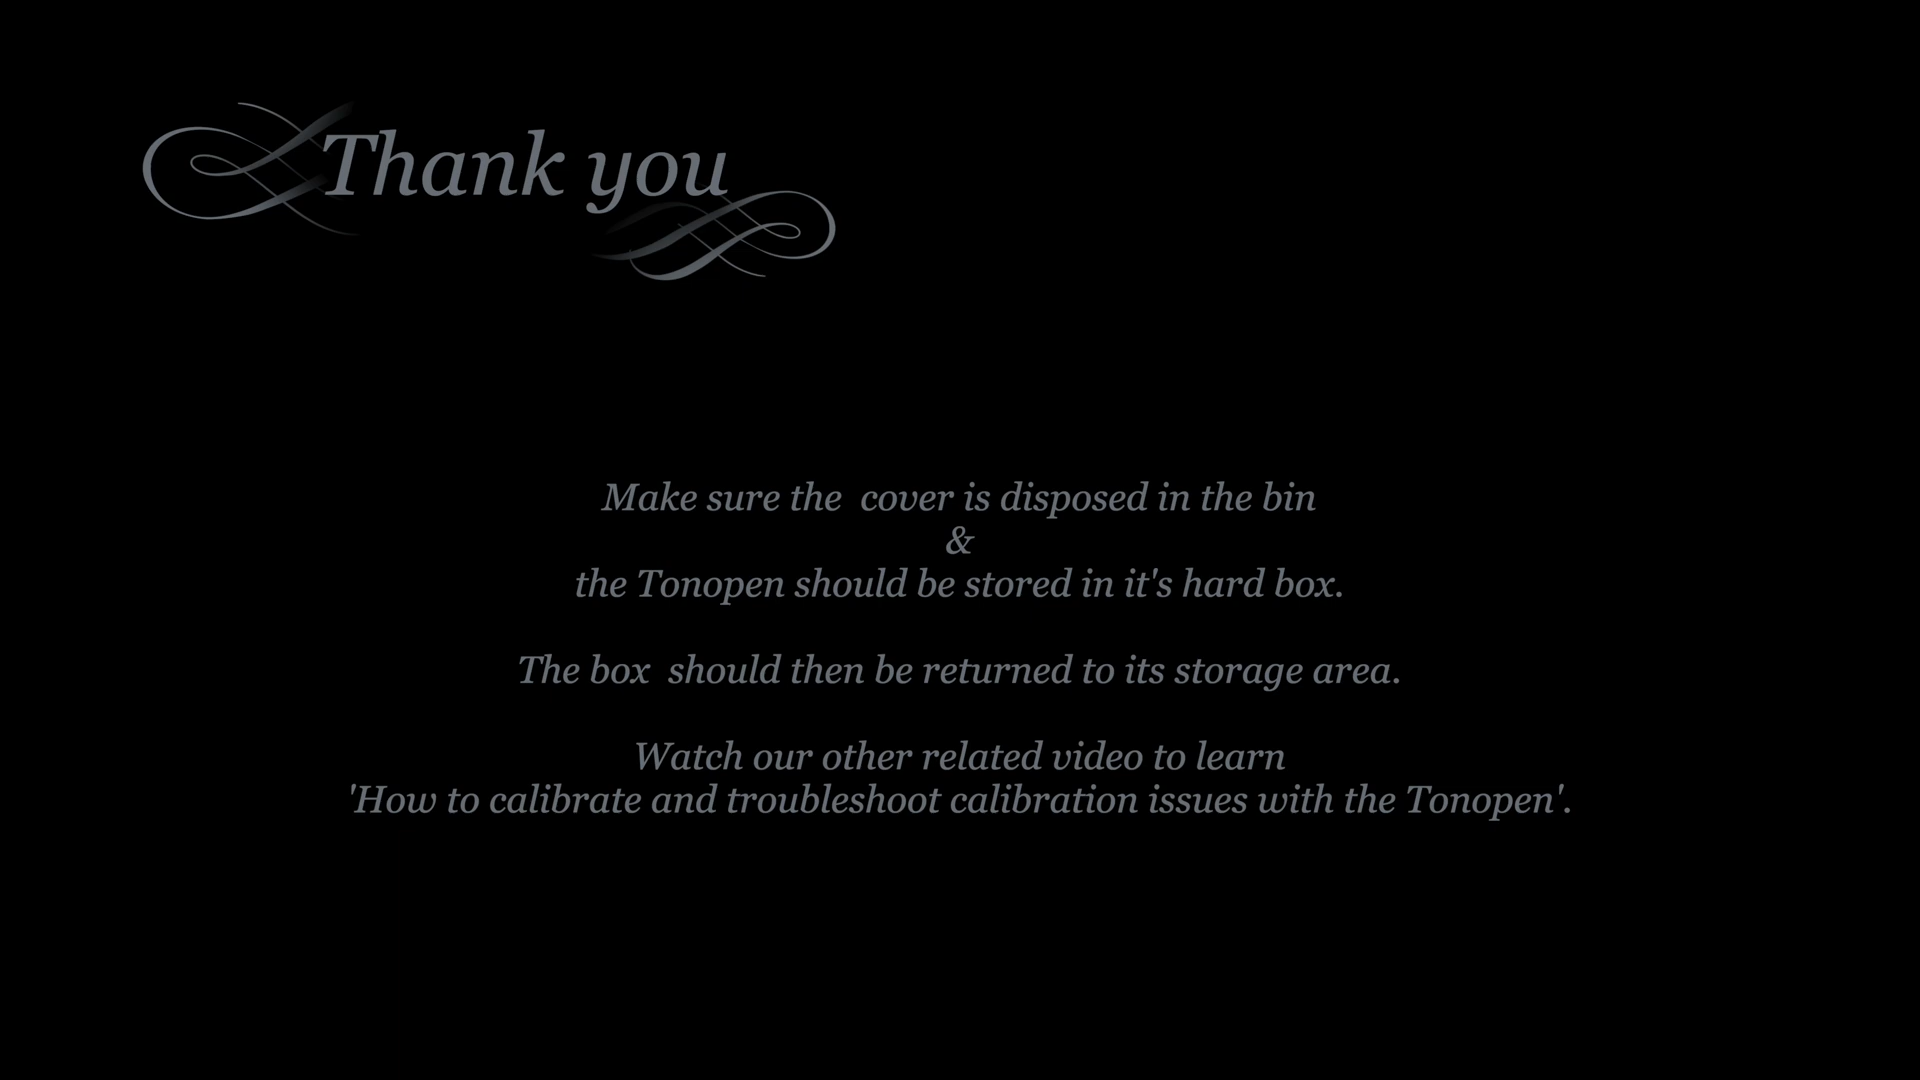 Thank you
Make sure the  cover is disposed in the bin
&
the Tonopen should be stored in it's hard box.
The box  should then be returned to its storage area.
Watch our other related video to learn
'How to calibrate and troubleshoot calibration issues with the Tonopen'.